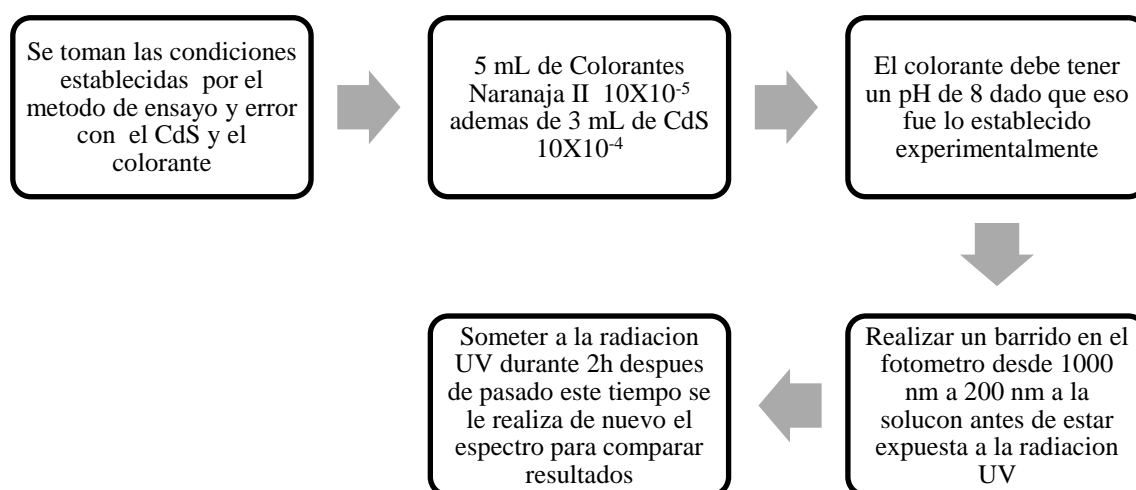 Se toman las condiciones
establecidas por el
metodo de ensayo y error
con el CdS y el
colorante
5 mL de Colorantes
Naranaja II 10X10⁻⁵
ademas de 3 mL de CdS
10X10⁻⁴
El colorante debe tener
un pH de 8 dado que eso
fue lo establecido
experimentalmente
Realizar un barrido en el
fotometro desde 1000
nm a 200 nm a la
solucon antes de estar
expuesta a la radiacion
UV
Someter a la radiacion
UV durante 2h despues
de pasado este tiempo se
le realiza de nuevo el
espectro para comparar
resultados